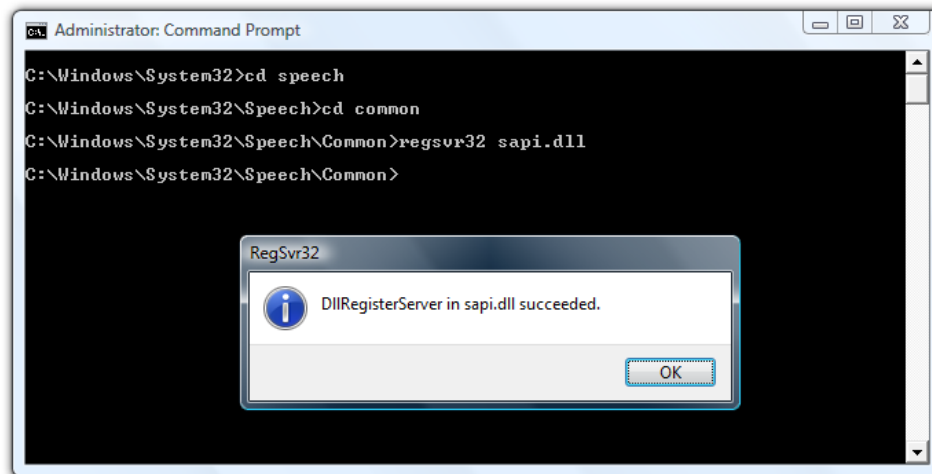 Administrator: Command Prompt
C:\Windows\System32>cd speech
C:\Windows\System32\Speech>cd common
C:\Windows\System32\Speech\Common>regsvr32 sapi.dll
C:\Windows\System32\Speech\Common>
RegSvr32
DllRegisterServer in sapi.dll succeeded.
OK